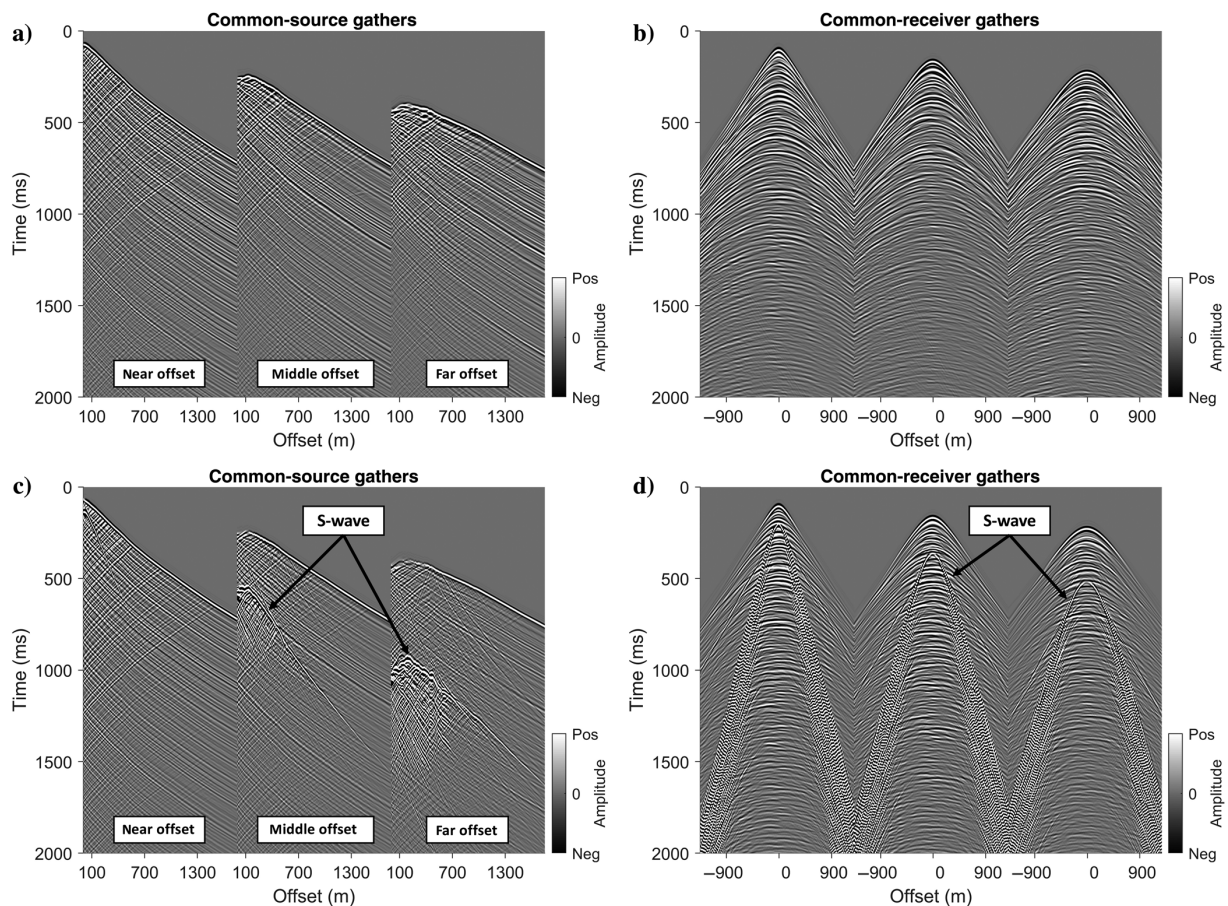 a)
Common-source gathers
0
500
1000
1500
2000
Time (ms)
Near offset
Middle offset
Far offset
100 700 1300 100 700 1300 100 700 1300
Offset (m)
Pos
0
Neg
Amplitude
b)
Common-receiver gathers
0
500
1000
1500
2000
Time (ms)
–900 0 900 –900 0 900 –900 0 900
Offset (m)
Pos
0
Neg
Amplitude
c)
Common-source gathers
0
500
1000
1500
2000
Time (ms)
S-wave
Near offset
Middle offset
Far offset
100 700 1300 100 700 1300 100 700 1300
Offset (m)
Pos
0
Neg
Amplitude
d)
Common-receiver gathers
0
500
1000
1500
2000
Time (ms)
S-wave
–900 0 900 –900 0 900 –900 0 900
Offset (m)
Pos
0
Neg
Amplitude